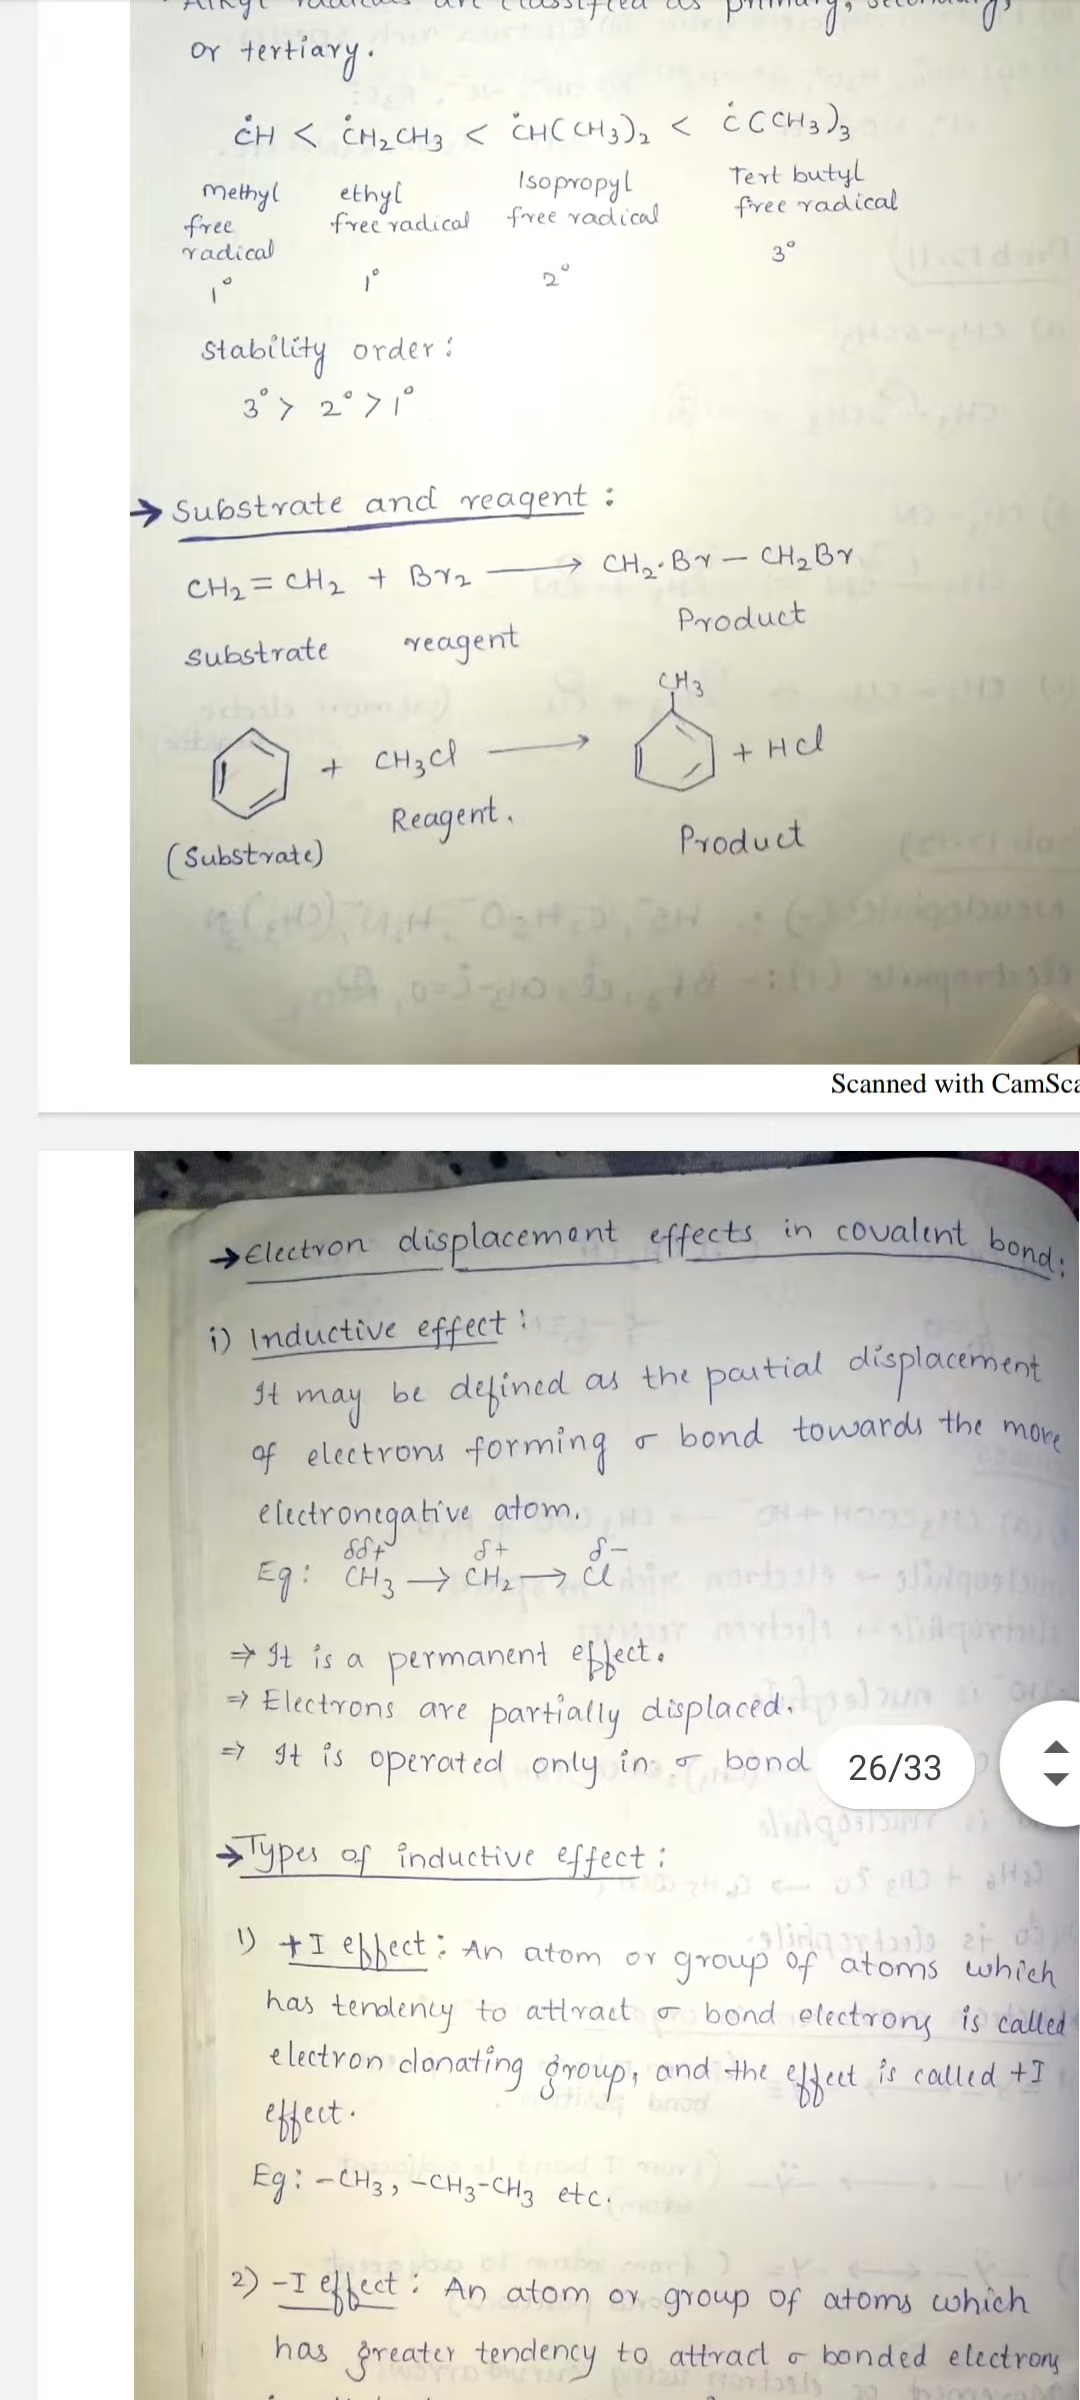 Alkyl radicals are classified as primary, secondary,
or tertiary.
ĊH < ĊH₂CH₃ < ĊH(CH₃)₂ < Ċ(CH₃)₃
methyl free radical ethyl free radical Isopropyl free radical Tert butyl free radical
1° 1° 2° 3°
Stability order:
3° > 2° > 1°
→ Substrate and reagent :
CH₂ = CH₂ + Br₂ ⟶ CH₂·Br – CH₂Br
substrate reagent Product
CH₃
+ CH₃Cl ⟶ + HCl
(Substrate) Reagent. Product
Scanned with CamSca
→ Electron displacement effects in covalent bond:
i) Inductive effect :
It may be defined as the partial displacement
of electrons forming σ bond towards the more
electronegative atom.
δδ+ δ+ δ-
Eg: CH₃ → CH₂ → Cl
⇒ It is a permanent effect.
⇒ Electrons are partially displaced.
⇒ It is operated only in σ bond
26/33
→ Types of inductive effect :
1) +I effect : An atom or group of atoms which
has tendency to attract σ bond electrons is called
electron donating group, and the effect is called +I
effect.
Eg: -CH₃, -CH₃-CH₃ etc.
2) -I effect : An atom or group of atoms which
has greater tendency to attract σ bonded electrons